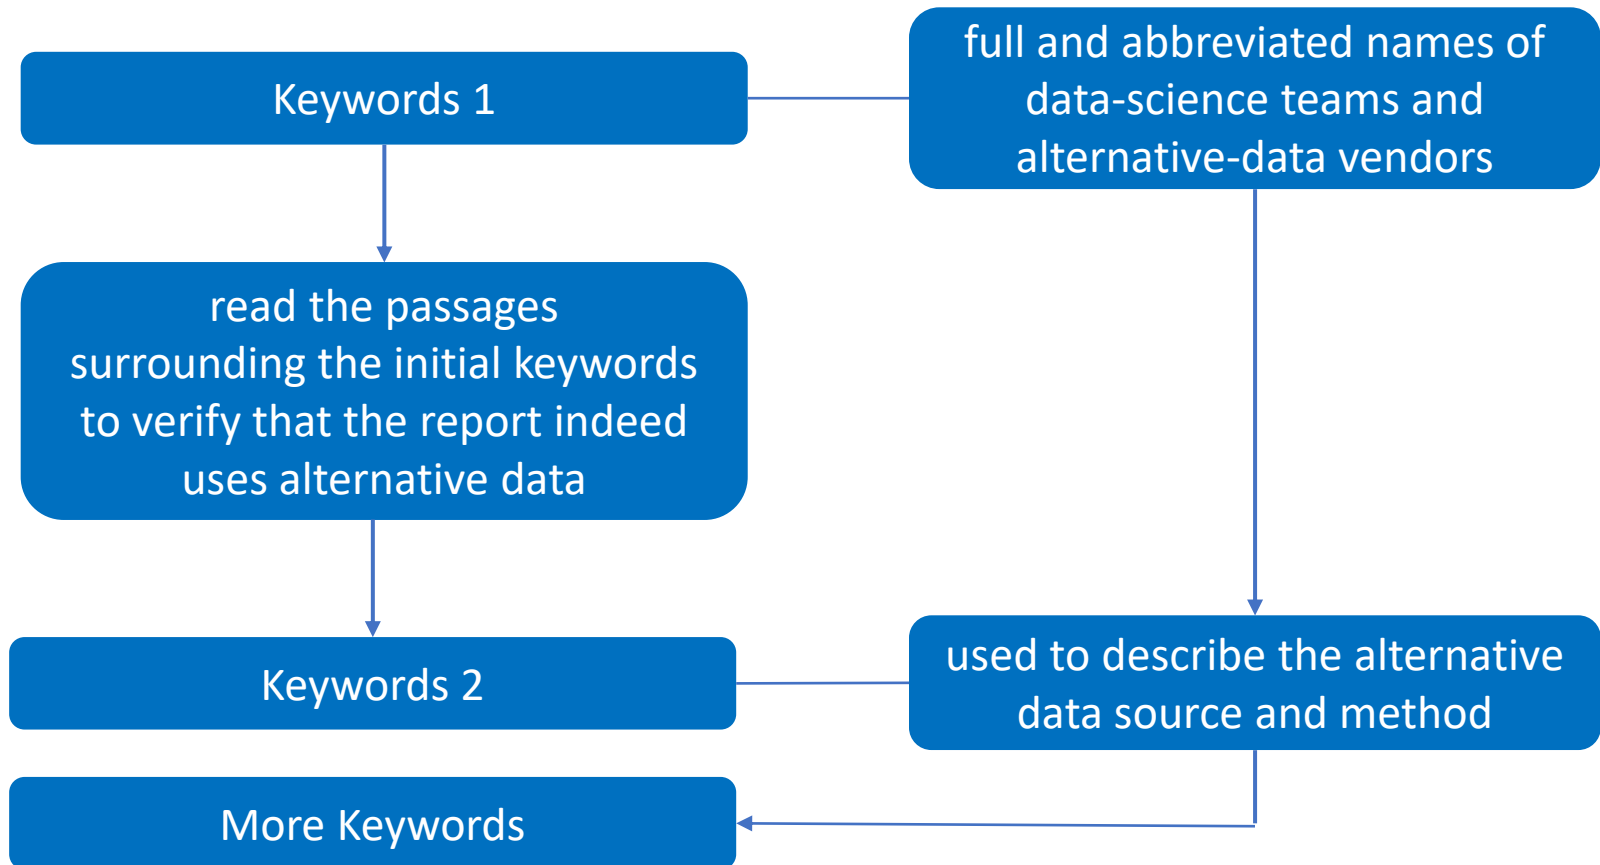 Keywords 1
full and abbreviated names of
data-science teams and
alternative-data vendors
read the passages
surrounding the initial keywords
to verify that the report indeed
uses alternative data
Keywords 2
used to describe the alternative
data source and method
More Keywords